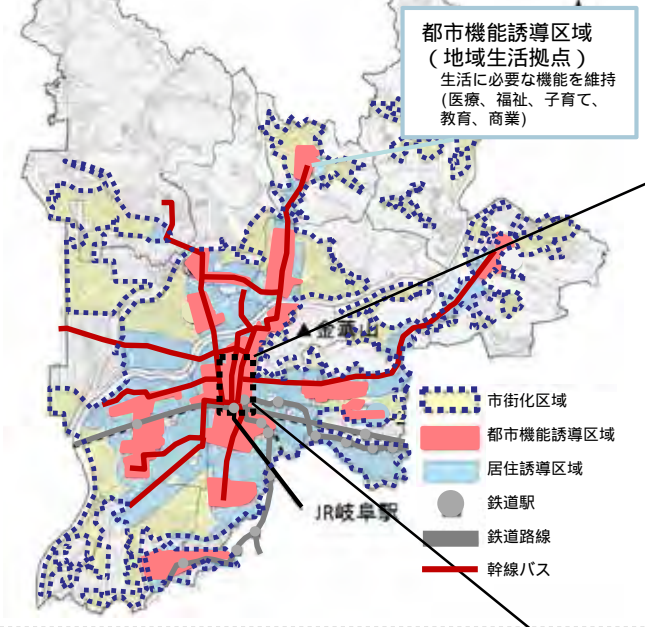 都市機能誘導区域
（地域生活拠点）
生活に必要な機能を維持
(医療、福祉、子育て、
教育、商業)
▲金華山
市街化区域
都市機能誘導区域
居住誘導区域
鉄道駅
JR岐阜駅
鉄道路線
幹線バス